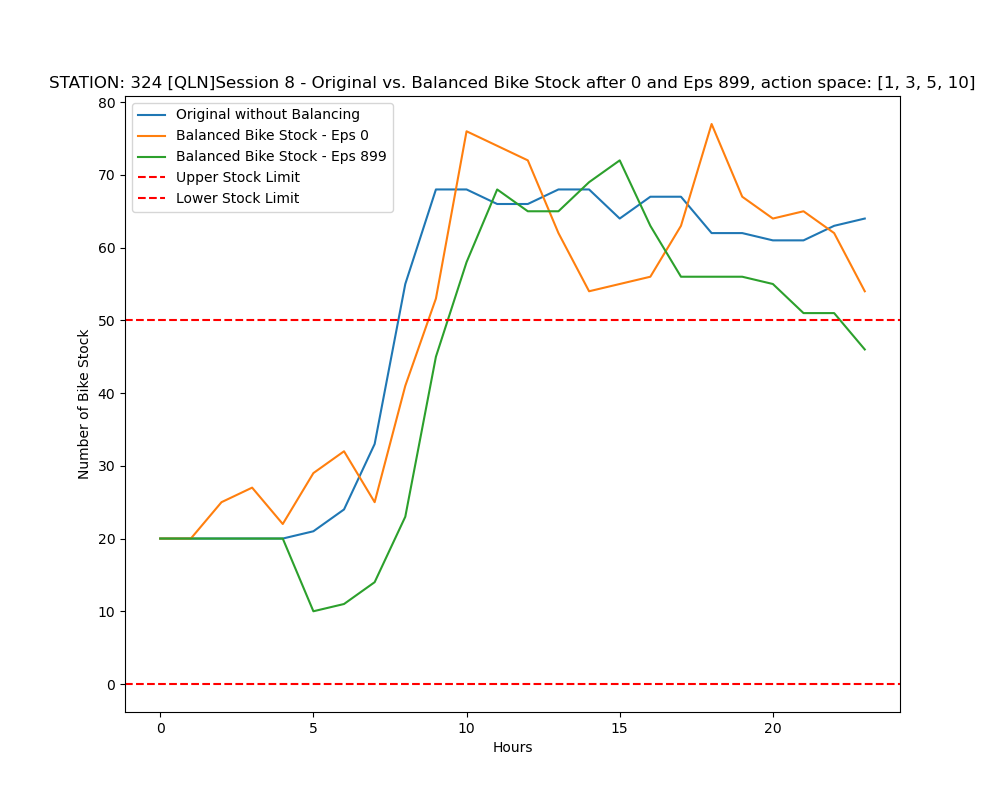 STATION: 324 [QLN]Session 8 - Original vs. Balanced Bike Stock after 0 and Eps 899, action space: [1, 3, 5, 10]
Original without Balancing
Balanced Bike Stock - Eps 0
Balanced Bike Stock - Eps 899
Upper Stock Limit
Lower Stock Limit
80
70
60
50
40
30
20
10
0
Number of Bike Stock
0 5 10 15 20
Hours